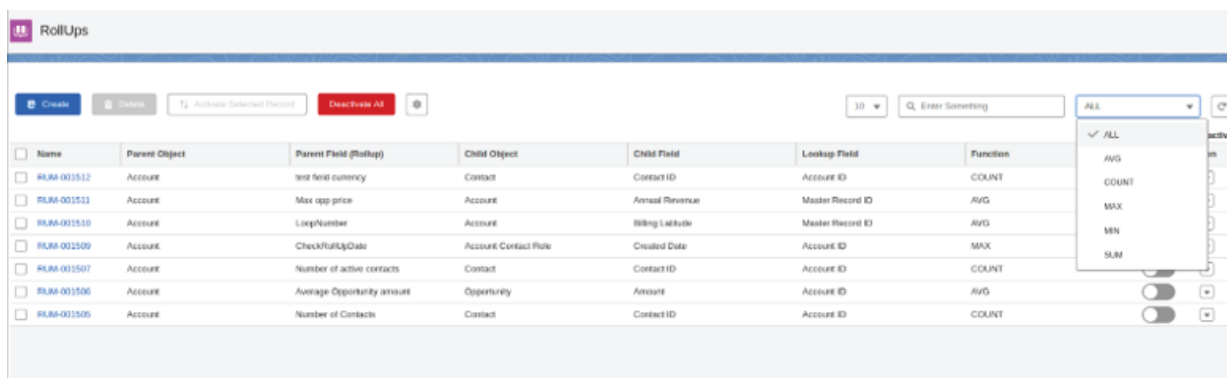 RollUps
Create Delete Activate Selected Record Deactivate All 10 Enter Something ALL
Name Parent Object Parent Field (Rollup) Child Object Child Field Lookup Field Function
RUM-001512 Account test field currency Contact Contact ID Account ID COUNT
RUM-001511 Account Max opp price Account Annual Revenue Master Record ID AVG
RUM-001510 Account LoopNumber Account Billing Latitude Master Record ID AVG
RUM-001509 Account CheckRollUpDate Account Contact Role Created Date Account ID MAX
RUM-001507 Account Number of active contacts Contact Contact ID Account ID COUNT
RUM-001506 Account Average Opportunity amount Opportunity Amount Account ID AVG
RUM-001505 Account Number of Contacts Contact Contact ID Account ID COUNT
ALL
AVG
COUNT
MAX
MIN
SUM